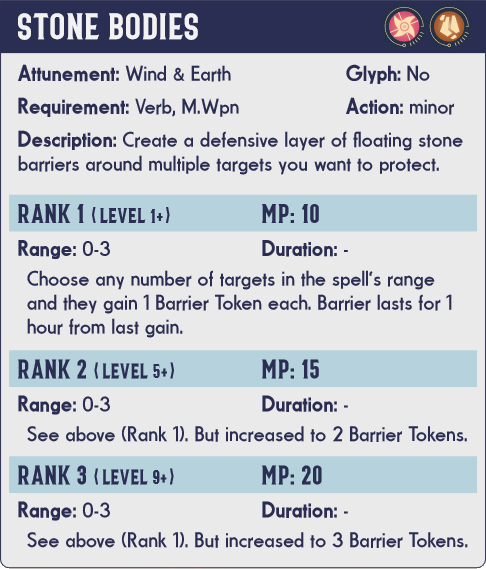 STONE BODIES
Attunement: Wind & Earth Glyph: No
Requirement: Verb, M.Wpn Action: minor
Description: Create a defensive layer of floating stone
barriers around multiple targets you want to protect.
RANK 1 (LEVEL 1+) MP: 10
Range: 0-3 Duration: -
Choose any number of targets in the spell's range
and they gain 1 Barrier Token each. Barrier lasts for 1
hour from last gain.
RANK 2 (LEVEL 5+) MP: 15
Range: 0-3 Duration: -
See above (Rank 1). But increased to 2 Barrier Tokens.
RANK 3 (LEVEL 9+) MP: 20
Range: 0-3 Duration: -
See above (Rank 1). But increased to 3 Barrier Tokens.